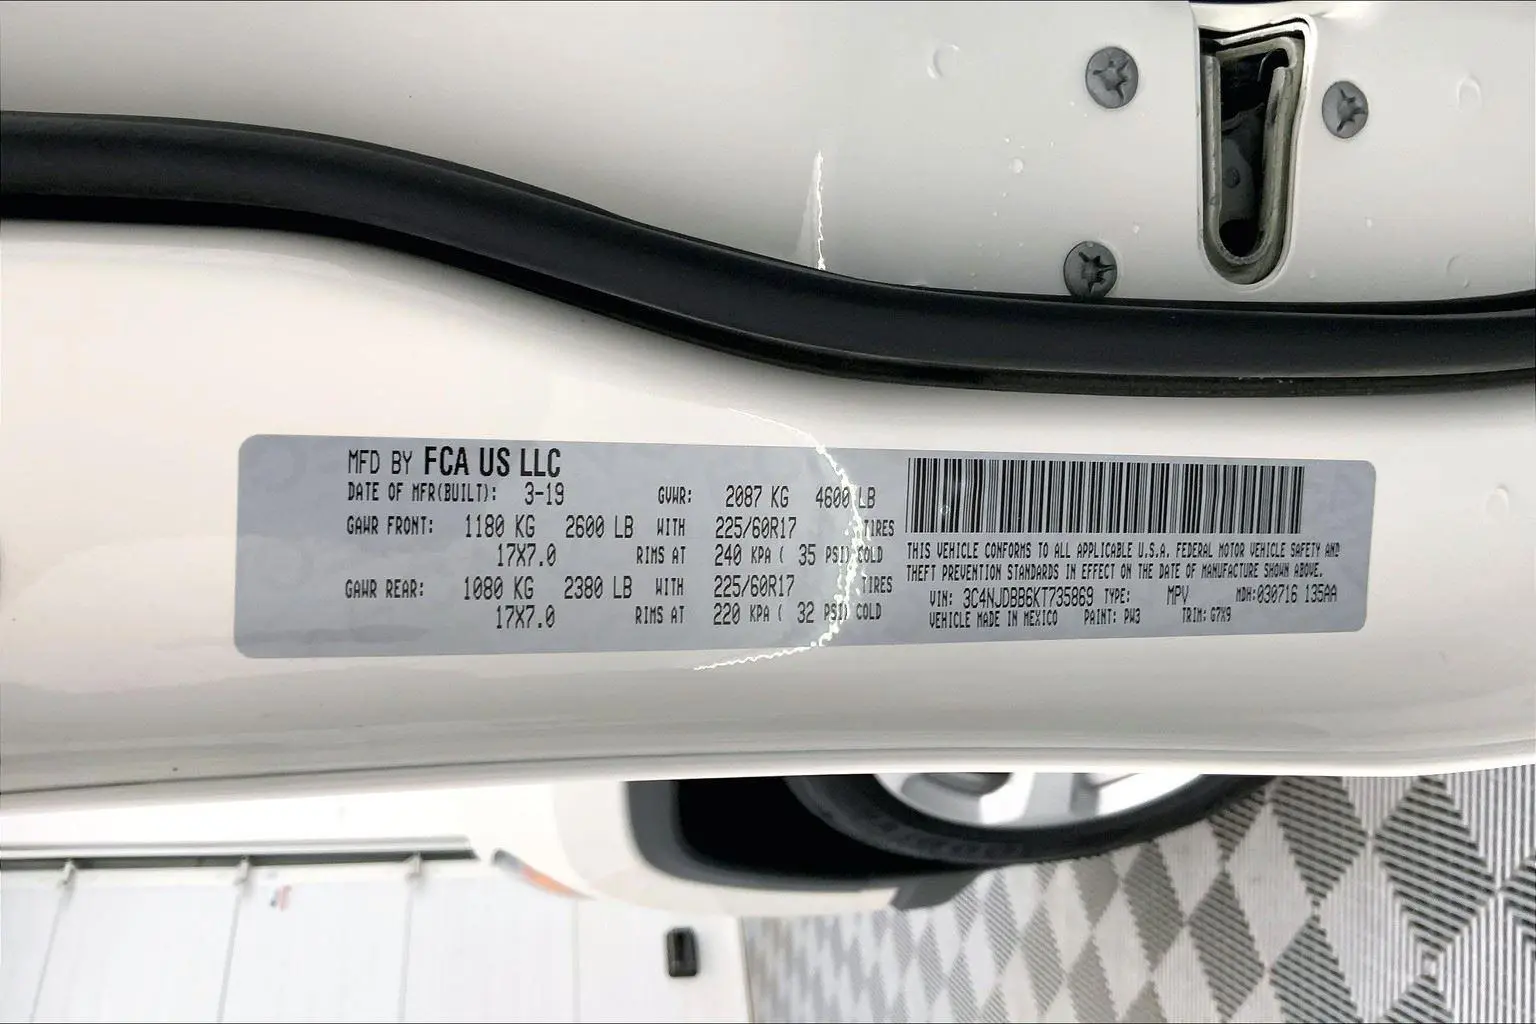 MFD BY FCA US LLC
DATE OF MFR(BUILT): 3-19 GVWR: 2087 KG 4600 LB
GAWR FRONT: 1180 KG 2600 LB WITH 225/60R17 TIRES
17X7.0 RIMS AT 240 KPA ( 35 PSI) COLD
GAWR REAR: 1080 KG 2380 LB WITH 225/60R17 TIRES
17X7.0 RIMS AT 220 KPA ( 32 PSI) COLD
THIS VEHICLE CONFORMS TO ALL APPLICABLE U.S.A. FEDERAL MOTOR VEHICLE SAFETY AND
THEFT PREVENTION STANDARDS IN EFFECT ON THE DATE OF MANUFACTURE SHOWN ABOVE.
VIN: 3C4NJDBB6KT735869 TYPE: MPV MDH:030716 135AA
VEHICLE MADE IN MEXICO PAINT: PW3 TRIM: G7X9